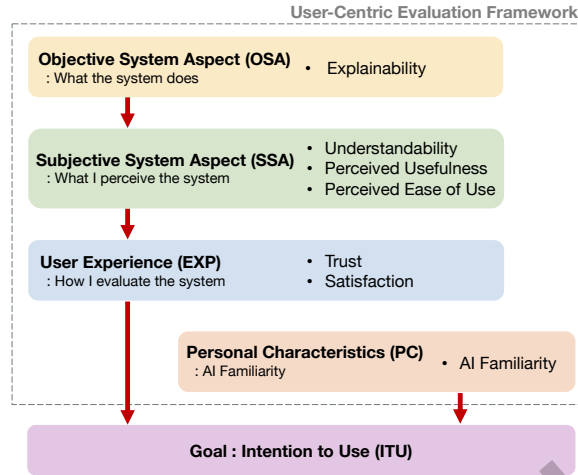 User-Centric Evaluation Framework
Objective System Aspect (OSA)
: What the system does
• Explainability
Subjective System Aspect (SSA)
: What I perceive the system
• Understandability
• Perceived Usefulness
• Perceived Ease of Use
User Experience (EXP)
: How I evaluate the system
• Trust
• Satisfaction
Personal Characteristics (PC)
: AI Familiarity
• AI Familiarity
Goal : Intention to Use (ITU)